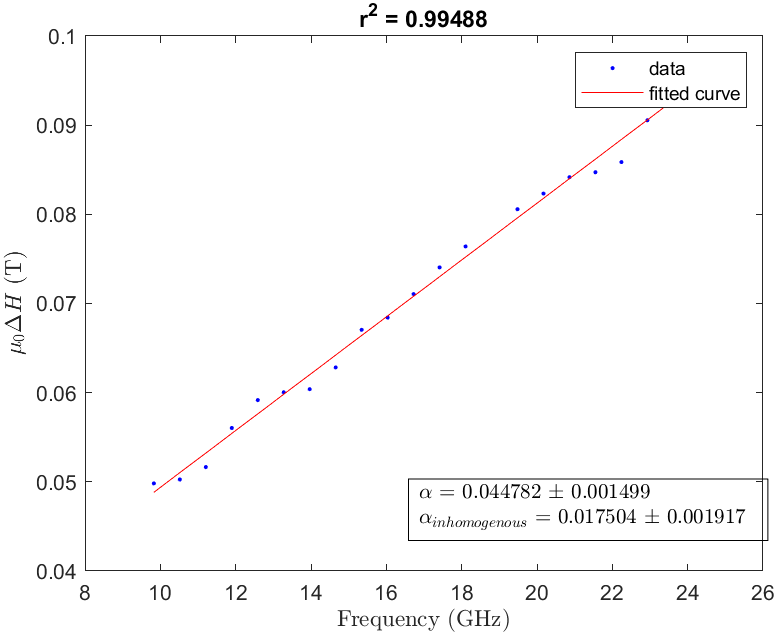 r² = 0.99488
0.1
0.09
0.08
0.07
0.06
0.05
0.04
μ₀ΔH (T)
data
fitted curve
α = 0.044782 ± 0.001499
α_inhomogenous = 0.017504 ± 0.001917
8 10 12 14 16 18 20 22 24 26
Frequency (GHz)